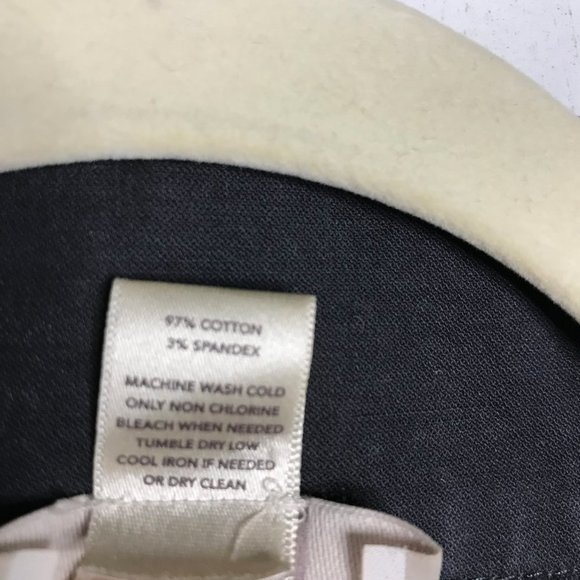 97% COTTON
3% SPANDEX
MACHINE WASH COLD
ONLY NON CHLORINE
BLEACH WHEN NEEDED
TUMBLE DRY LOW
COOL IRON IF NEEDED
OR DRY CLEAN